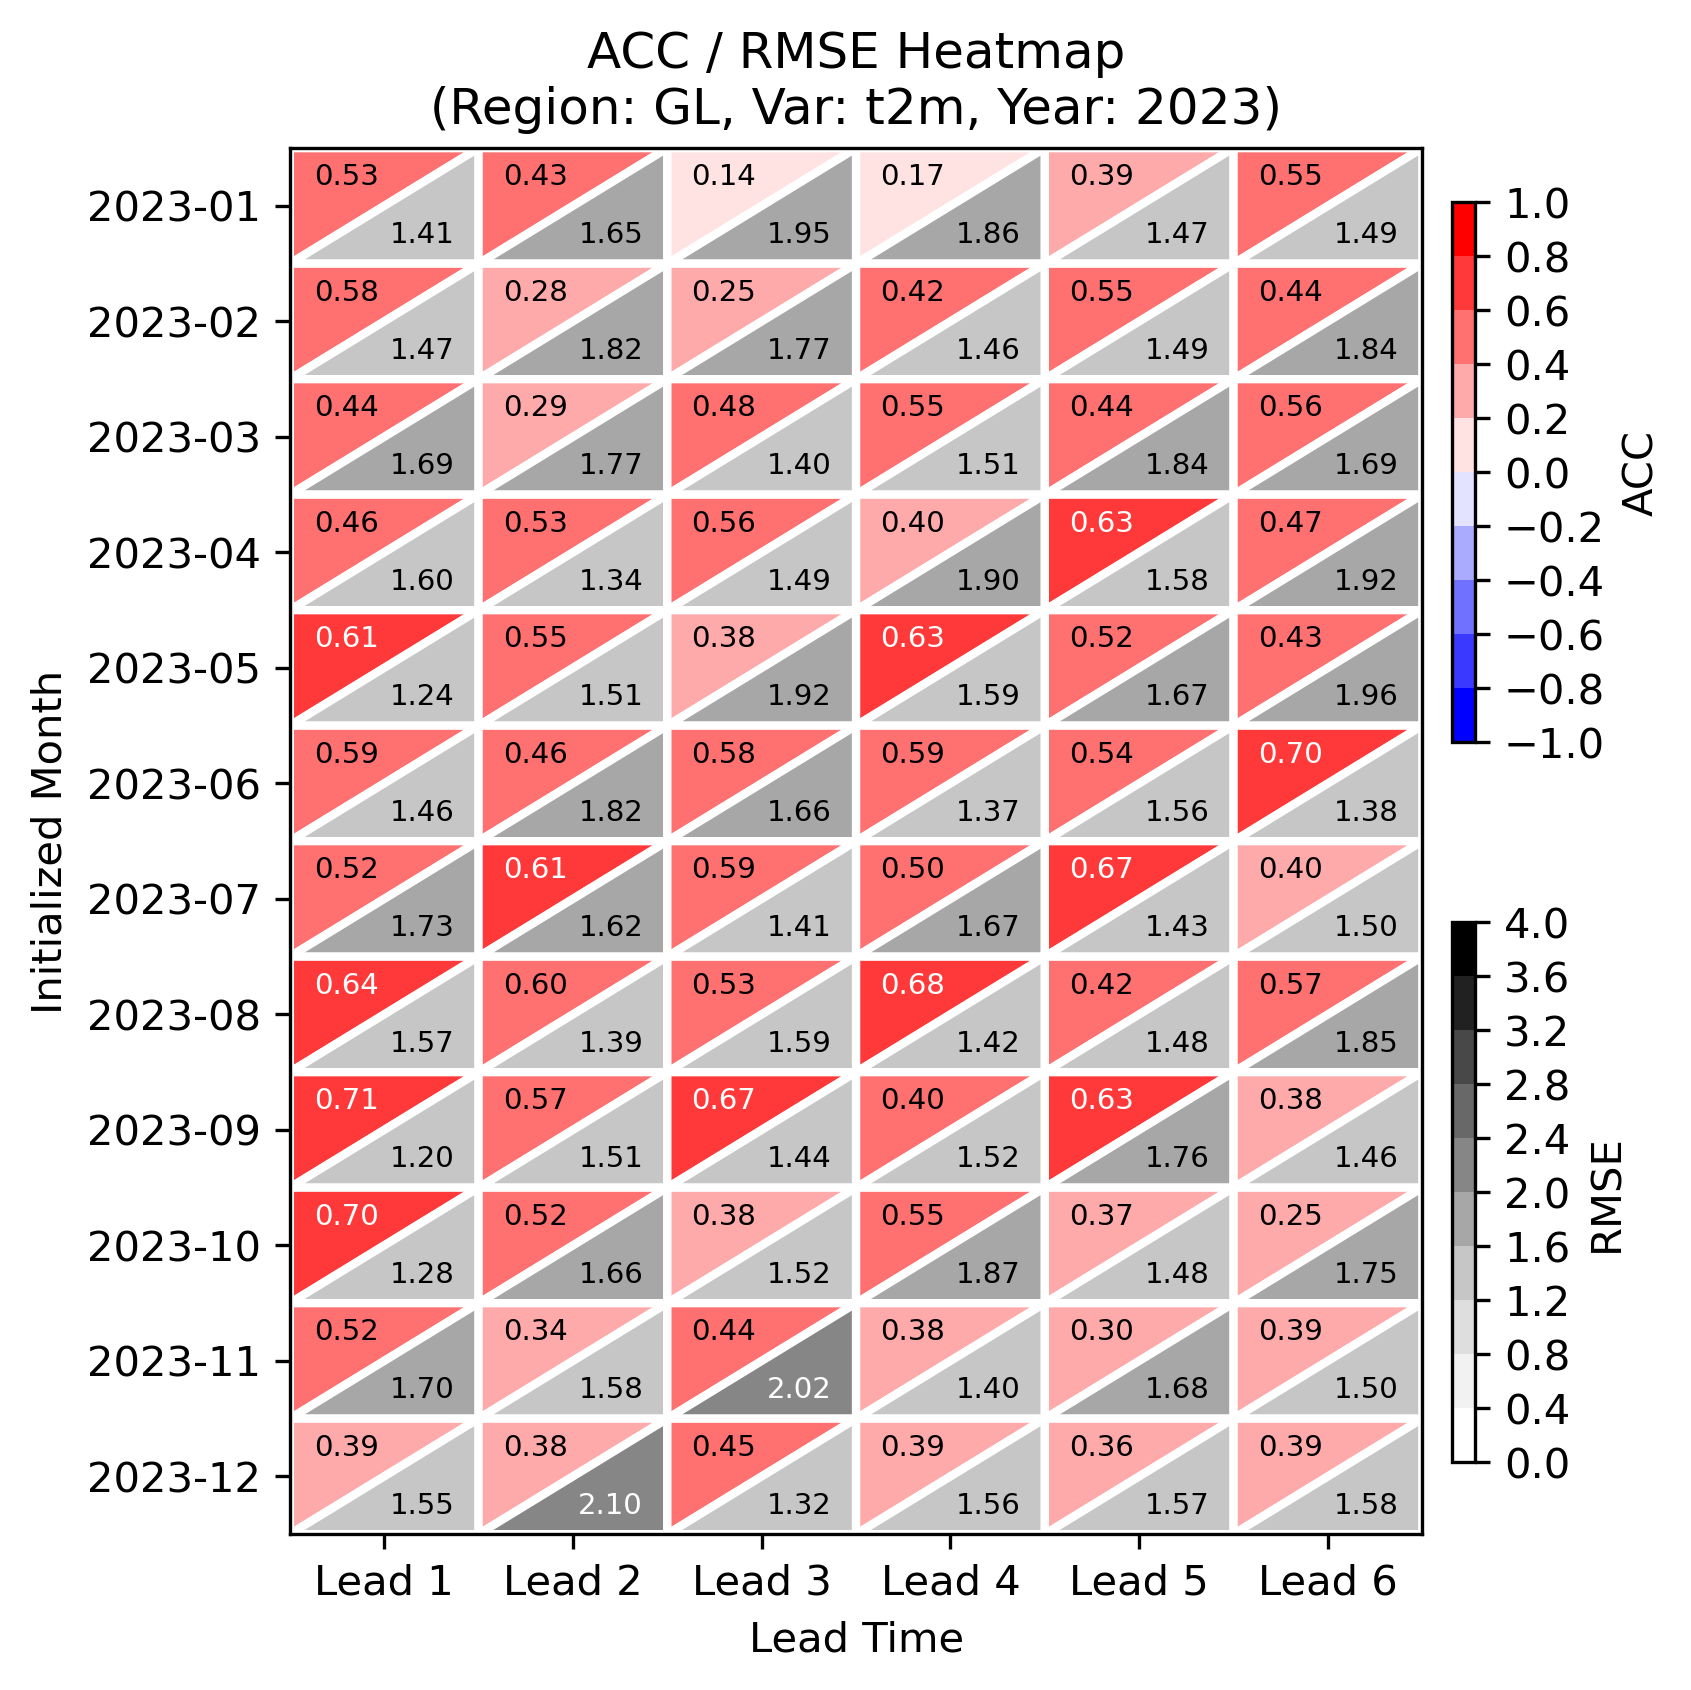 ACC / RMSE Heatmap
(Region: GL, Var: t2m, Year: 2023)
Initialized Month
2023-01
0.53 0.43 0.14 0.17 0.39 0.55
1.41 1.65 1.95 1.86 1.47 1.49
2023-02
0.58 0.28 0.25 0.42 0.55 0.44
1.47 1.82 1.77 1.46 1.49 1.84
2023-03
0.44 0.29 0.48 0.55 0.44 0.56
1.69 1.77 1.40 1.51 1.84 1.69
2023-04
0.46 0.53 0.56 0.40 0.63 0.47
1.60 1.34 1.49 1.90 1.58 1.92
2023-05
0.61 0.55 0.38 0.63 0.52 0.43
1.24 1.51 1.92 1.59 1.67 1.96
2023-06
0.59 0.46 0.58 0.59 0.54 0.70
1.46 1.82 1.66 1.37 1.56 1.38
2023-07
0.52 0.61 0.59 0.50 0.67 0.40
1.73 1.62 1.41 1.67 1.43 1.50
2023-08
0.64 0.60 0.53 0.68 0.42 0.57
1.57 1.39 1.59 1.42 1.48 1.85
2023-09
0.71 0.57 0.67 0.40 0.63 0.38
1.20 1.51 1.44 1.52 1.76 1.46
2023-10
0.70 0.52 0.38 0.55 0.37 0.25
1.28 1.66 1.52 1.87 1.48 1.75
2023-11
0.52 0.34 0.44 0.38 0.30 0.39
1.70 1.58 2.02 1.40 1.68 1.50
2023-12
0.39 0.38 0.45 0.39 0.36 0.39
1.55 2.10 1.32 1.56 1.57 1.58
Lead 1 Lead 2 Lead 3 Lead 4 Lead 5 Lead 6
Lead Time
1.0
0.8
0.6
0.4
0.2
0.0
−0.2
−0.4
−0.6
−0.8
−1.0
ACC
4.0
3.6
3.2
2.8
2.4
2.0
1.6
1.2
0.8
0.4
0.0
RMSE